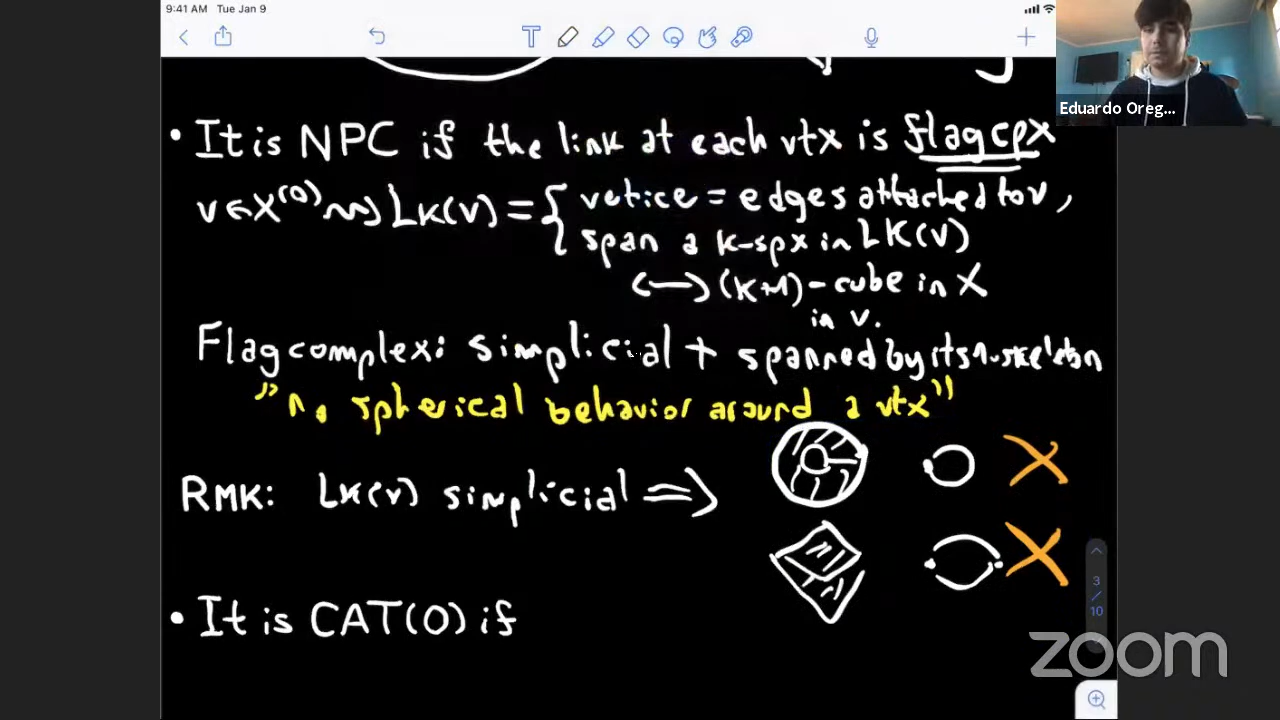 9:41 AM Tue Jan 9
Eduardo Oreg...
• It is NPC if the link at each vtx is flag cpx
v ∈ X⁽⁰⁾ ⇝ Lk(v) = { vetice = edges attached to v,
span a k-spx in LK(v)
⟷ (k+1)-cube in X
in v.
Flag complex: simplicial + spanned by its 1-skeleton
"no spherical behavior around a vtx"
RMK: Lk(v) simplicial ⟹
• It is CAT(0) if
3
/
10
zoom